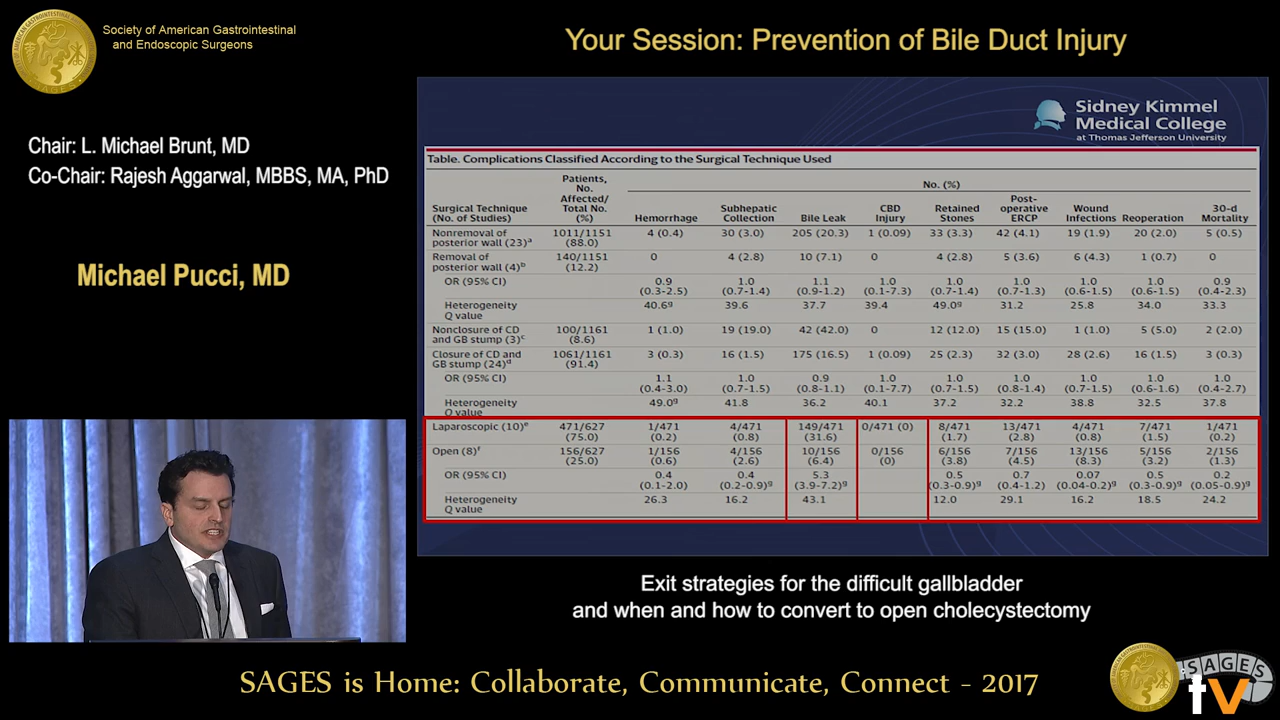 Society of American Gastrointestinal
and Endoscopic Surgeons
Your Session: Prevention of Bile Duct Injury
Chair: L. Michael Brunt, MD
Co-Chair: Rajesh Aggarwal, MBBS, MA, PhD
Michael Pucci, MD
Sidney Kimmel
Medical College
at Thomas Jefferson University
Table. Complications Classified According to the Surgical Technique Used
Surgical Technique (No. of Studies) Patients, No. Affected/Total No. (%) No. (%)
Hemorrhage Subhepatic Collection Bile Leak CBD Injury Retained Stones Post-operative ERCP Wound Infections Reoperation 30-d Mortality
Nonremoval of posterior wall (23)a 1011/1151 (88.0) 4 (0.4) 30 (3.0) 205 (20.3) 1 (0.09) 33 (3.3) 42 (4.1) 19 (1.9) 20 (2.0) 5 (0.5)
Removal of posterior wall (4)b 140/1151 (12.2) 0 4 (2.8) 10 (7.1) 0 4 (2.8) 5 (3.6) 6 (4.3) 1 (0.7) 0
OR (95% CI) 0.9 (0.3-2.5) 1.0 (0.7-1.4) 1.1 (0.9-1.2) 1.0 (0.1-7.3) 1.0 (0.7-1.4) 1.0 (0.7-1.3) 1.0 (0.6-1.5) 1.0 (0.6-1.5) 0.9 (0.4-2.3)
Heterogeneity Q value 40.6g 39.6 37.7 39.4 49.0g 31.2 25.8 34.0 33.3
Nonclosure of CD and GB stump (3)c 100/1161 (8.6) 1 (1.0) 19 (19.0) 42 (42.0) 0 12 (12.0) 15 (15.0) 1 (1.0) 5 (5.0) 2 (2.0)
Closure of CD and GB stump (24)d 1061/1161 (91.4) 3 (0.3) 16 (1.5) 175 (16.5) 1 (0.09) 25 (2.3) 32 (3.0) 28 (2.6) 16 (1.5) 3 (0.3)
OR (95% CI) 1.1 (0.4-3.0) 1.0 (0.7-1.5) 0.9 (0.8-1.1) 1.0 (0.1-7.7) 1.0 (0.7-1.5) 1.0 (0.8-1.4) 1.0 (0.7-1.5) 1.0 (0.6-1.6) 1.0 (0.4-2.7)
Heterogeneity Q value 49.0g 41.8 36.2 40.1 37.2 32.2 38.8 32.5 37.8
Laparoscopic (10)e 471/627 (75.0) 1/471 (0.2) 4/471 (0.8) 149/471 (31.6) 0/471 (0) 8/471 (1.7) 13/471 (2.8) 4/471 (0.8) 7/471 (1.5) 1/471 (0.2)
Open (8)f 156/627 (25.0) 1/156 (0.6) 4/156 (2.6) 10/156 (6.4) 0/156 (0) 6/156 (3.8) 7/156 (4.5) 13/156 (8.3) 5/156 (3.2) 2/156 (1.3)
OR (95% CI) 0.4 (0.1-2.0) 0.4 (0.2-0.9)g 5.3 (3.9-7.2)g 0.5 (0.3-0.9)g 0.7 (0.4-1.2) 0.07 (0.04-0.2)g 0.5 (0.3-0.9)g 0.2 (0.05-0.9)g
Heterogeneity Q value 26.3 16.2 43.1 12.0 29.1 16.2 18.5 24.2
Exit strategies for the difficult gallbladder
and when and how to convert to open cholecystectomy
SAGES is Home: Collaborate, Communicate, Connect - 2017
SAGES
tv